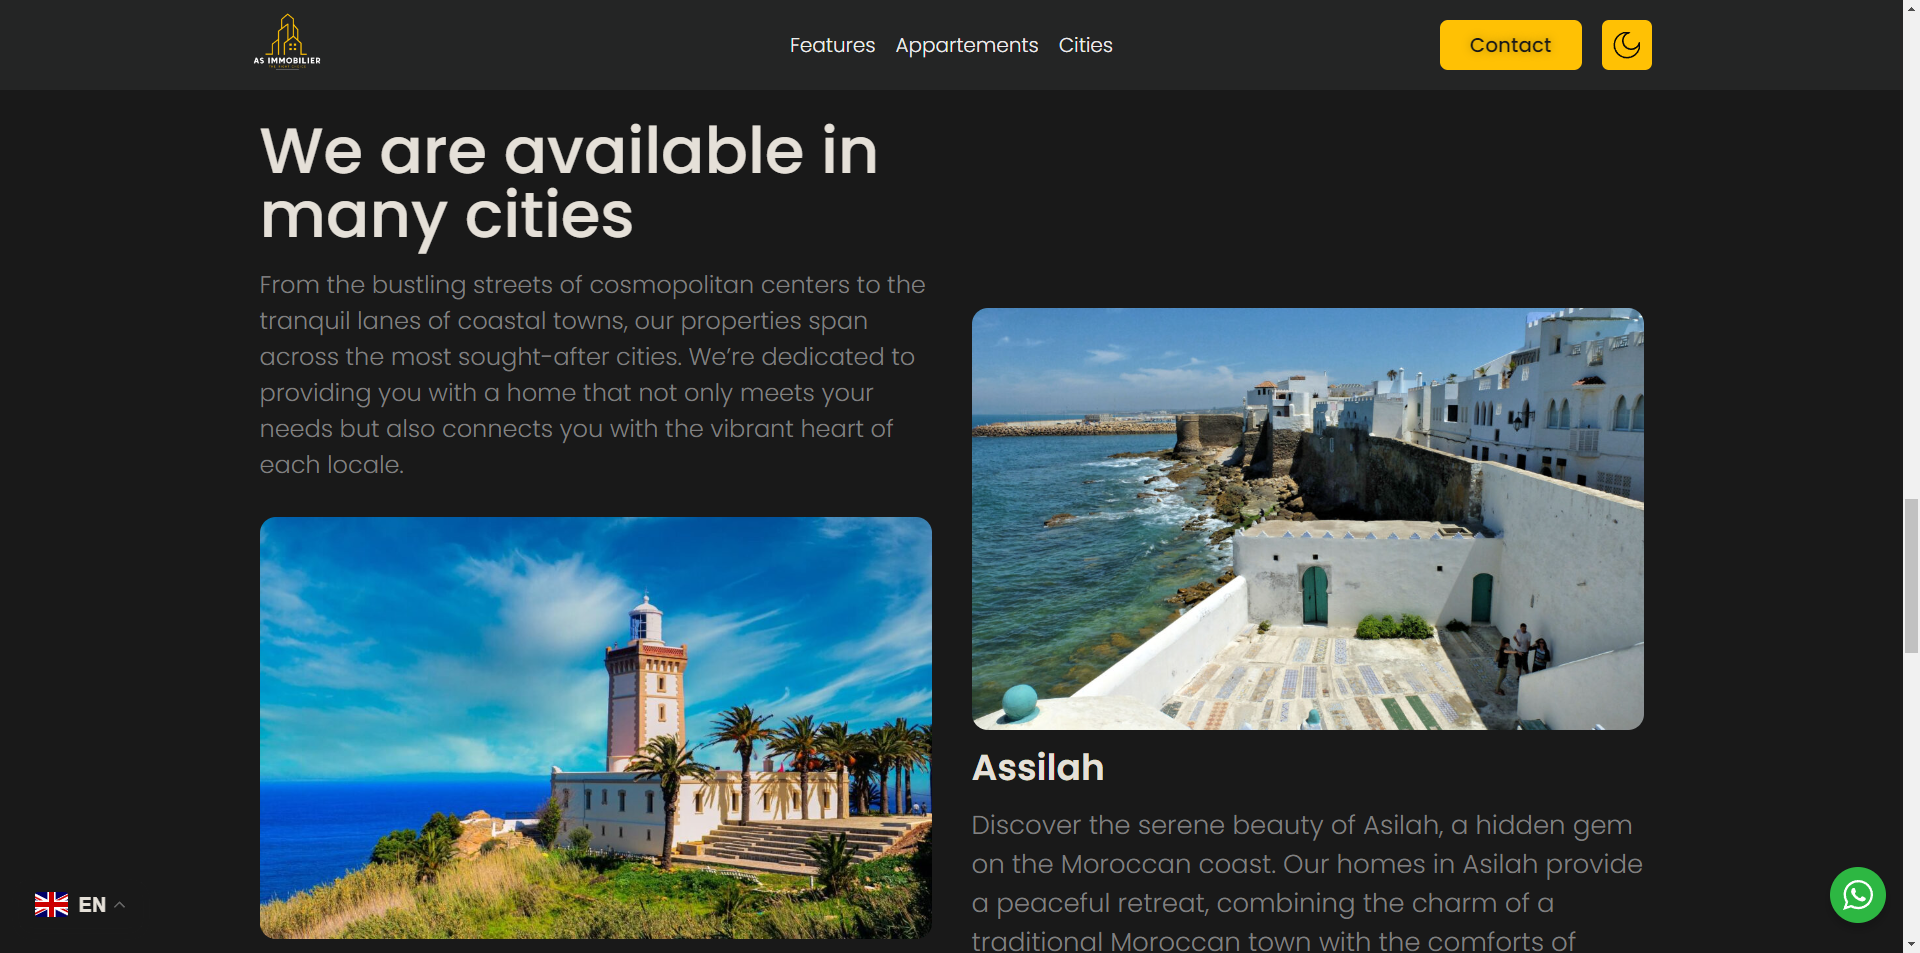 AS IMMOBILIER
Features
Appartements
Cities
Contact
We are available in
many cities
From the bustling streets of cosmopolitan centers to the
tranquil lanes of coastal towns, our properties span
across the most sought-after cities. We’re dedicated to
providing you with a home that not only meets your
needs but also connects you with the vibrant heart of
each locale.
Assilah
Discover the serene beauty of Asilah, a hidden gem
on the Moroccan coast. Our homes in Asilah provide
a peaceful retreat, combining the charm of a
traditional Moroccan town with the comforts of
EN